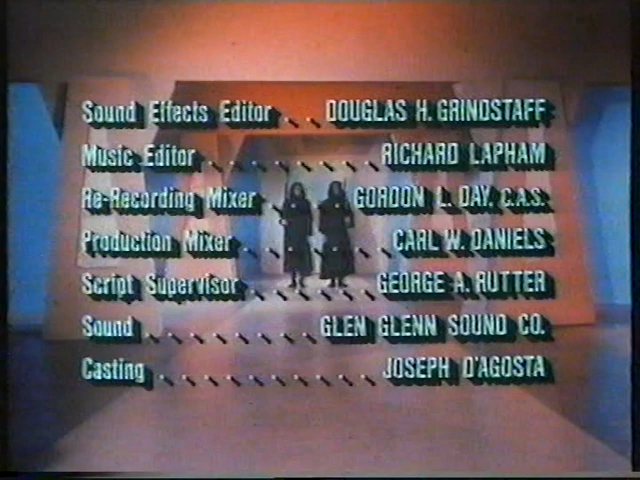 Sound Effects Editor . . DOUGLAS H. GRINDSTAFF
Music Editor . . . . . . . . RICHARD LAPHAM
Re-Recording Mixer . . . . GORDON L. DAY, C.A.S.
Production Mixer . . . . . . . CARL W. DANIELS
Script Supervisor . . . . . . GEORGE A. RUTTER
Sound . . . . . . . . GLEN GLENN SOUND CO.
Casting . . . . . . . . . . JOSEPH D'AGOSTA